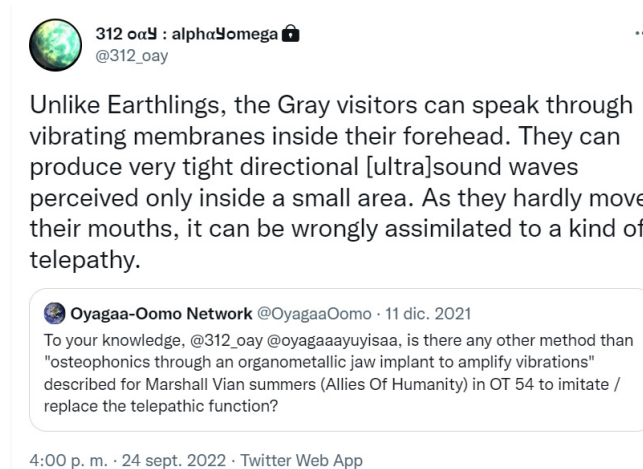 312 oαყ : alphαყomega
@312_oay
Unlike Earthlings, the Gray visitors can speak through
vibrating membranes inside their forehead. They can
produce very tight directional [ultra]sound waves
perceived only inside a small area. As they hardly move
their mouths, it can be wrongly assimilated to a kind of
telepathy.
Oyagaa-Oomo Network @OyagaaOomo · 11 dic. 2021
To your knowledge, @312_oay @oyagaaayuyisaa, is there any other method than
"osteophonics through an organometallic jaw implant to amplify vibrations"
described for Marshall Vian summers (Allies Of Humanity) in OT 54 to imitate /
replace the telepathic function?
4:00 p. m. · 24 sept. 2022 · Twitter Web App